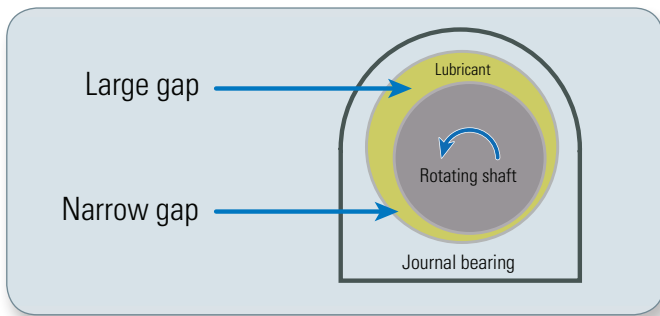 Large gap
Lubricant
Rotating shaft
Narrow gap
Journal bearing